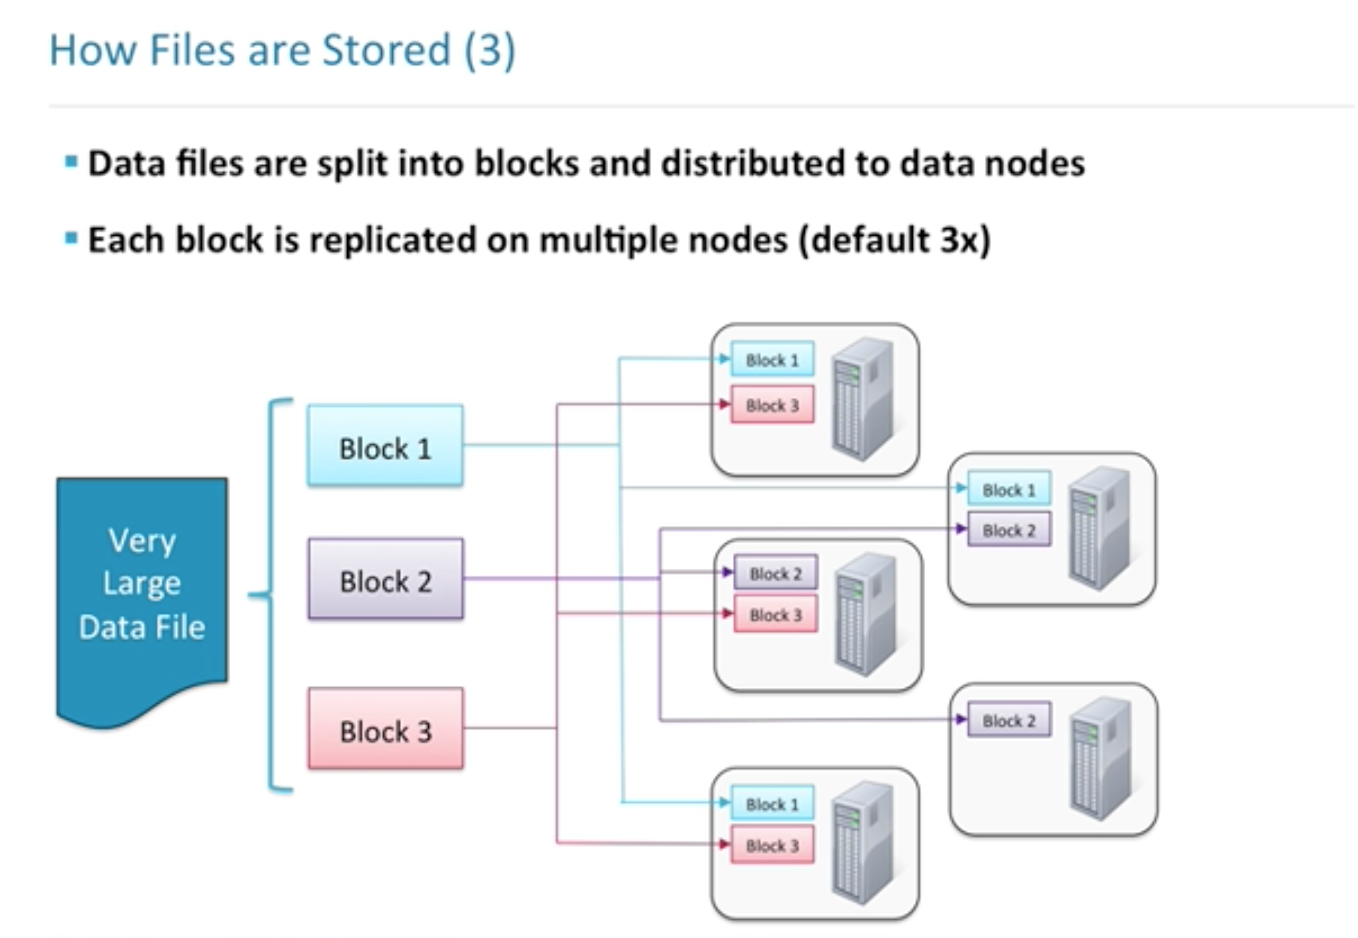 How Files are Stored (3)
Data files are split into blocks and distributed to data nodes
Each block is replicated on multiple nodes (default 3x)
Very
Large
Data File
Block 1
Block 2
Block 3
Block 1
Block 3
Block 1
Block 2
Block 2
Block 3
Block 2
Block 1
Block 3